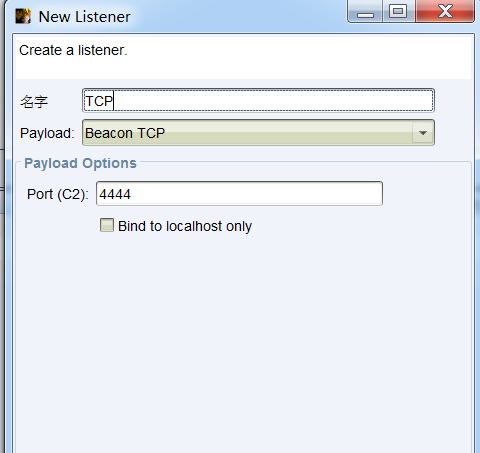 New Listener
Create a listener.
名字 TCP
Payload: Beacon TCP
Payload Options
Port (C2): 4444
Bind to localhost only